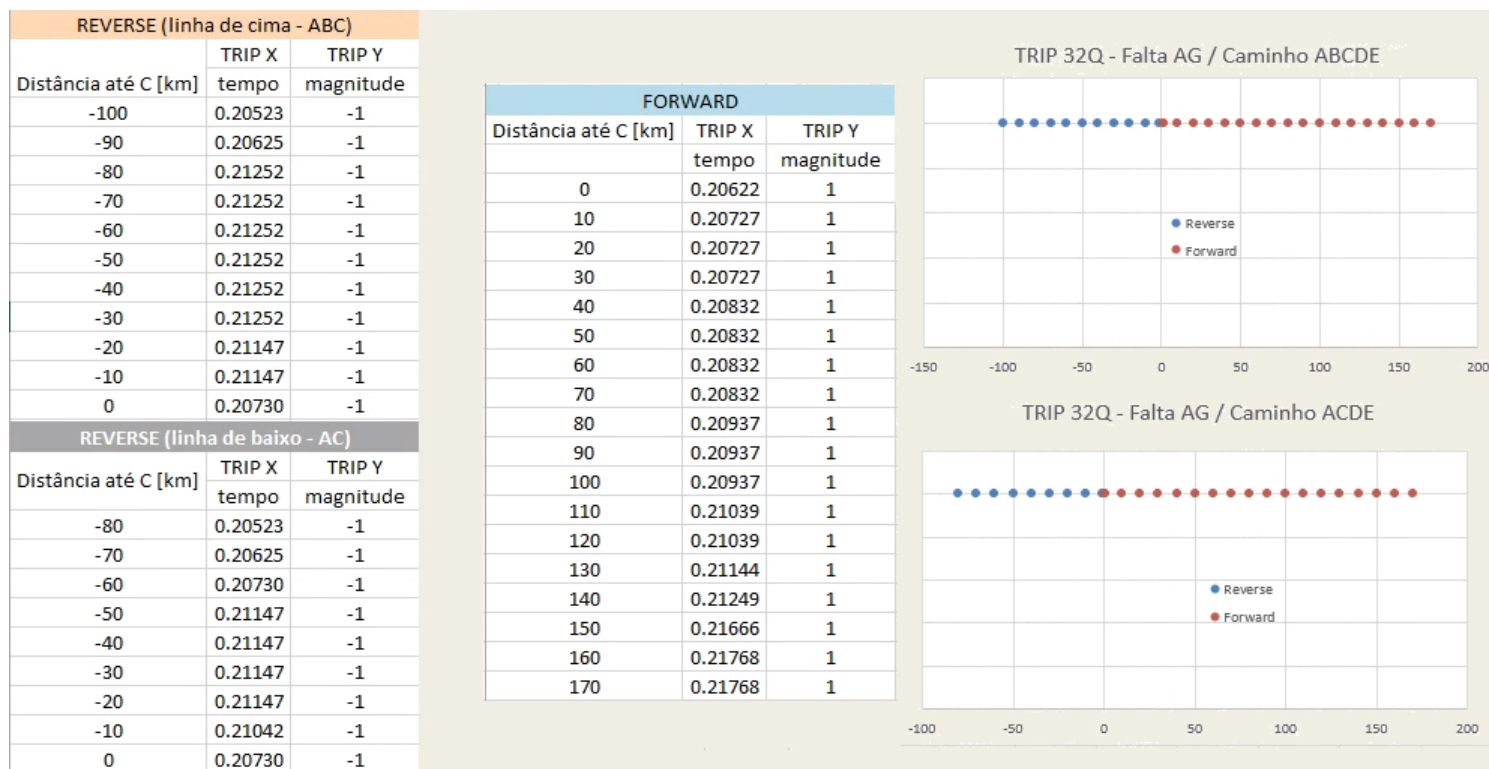 REVERSE (linha de cima - ABC)
Distância até C [km] TRIP X TRIP Y
tempo magnitude
-100 0.20523 -1
-90 0.20625 -1
-80 0.21252 -1
-70 0.21252 -1
-60 0.21252 -1
-50 0.21252 -1
-40 0.21252 -1
-30 0.21252 -1
-20 0.21147 -1
-10 0.21147 -1
0 0.20730 -1
REVERSE (linha de baixo - AC)
Distância até C [km] TRIP X TRIP Y
tempo magnitude
-80 0.20523 -1
-70 0.20625 -1
-60 0.20730 -1
-50 0.21147 -1
-40 0.21147 -1
-30 0.21147 -1
-20 0.21147 -1
-10 0.21042 -1
0 0.20730 -1
FORWARD
Distância até C [km] TRIP X TRIP Y
tempo magnitude
0 0.20622 1
10 0.20727 1
20 0.20727 1
30 0.20727 1
40 0.20832 1
50 0.20832 1
60 0.20832 1
70 0.20832 1
80 0.20937 1
90 0.20937 1
100 0.20937 1
110 0.21039 1
120 0.21039 1
130 0.21144 1
140 0.21249 1
150 0.21666 1
160 0.21768 1
170 0.21768 1
TRIP 32Q - Falta AG / Caminho ABCDE
Reverse
Forward
-150 -100 -50 0 50 100 150 200
TRIP 32Q - Falta AG / Caminho ACDE
Reverse
Forward
-100 -50 0 50 100 150 200